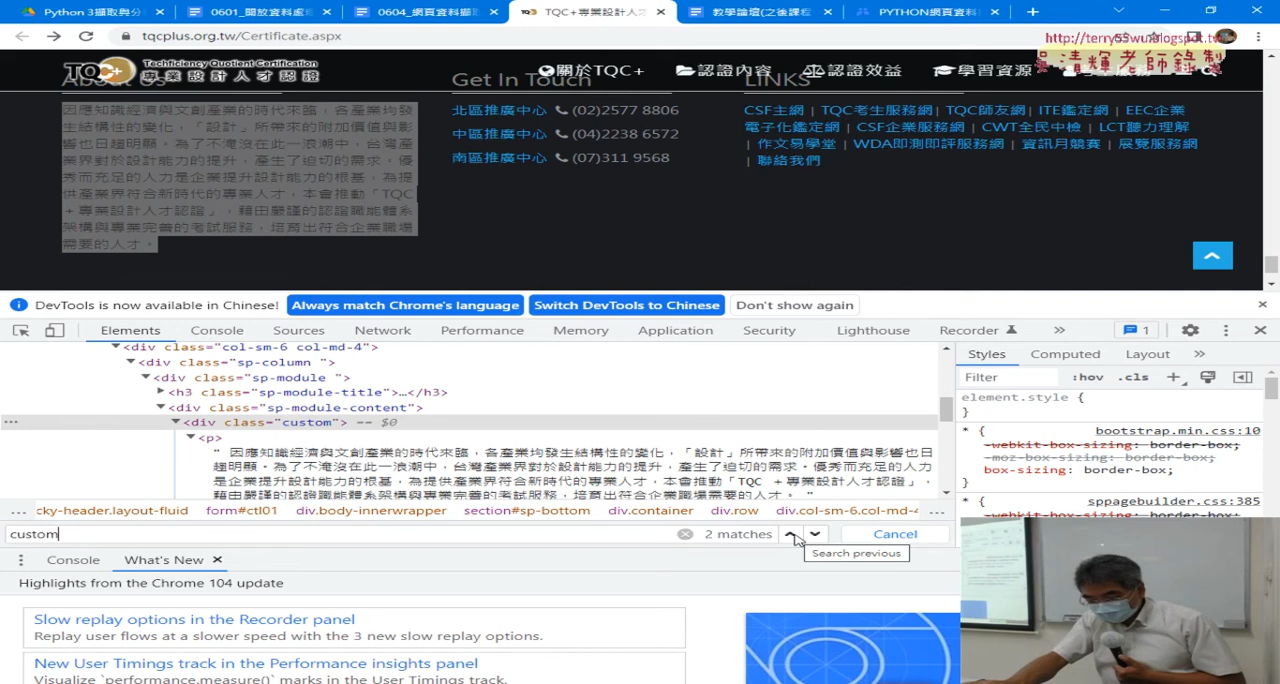 Python 3擷取與分
0601_開放資料處
0604_網頁資料擷
TQC+專業設計人才
教學論壇(之後課程
PYTHON網頁資料
tqcplus.org.tw/Certificate.aspx
http://terry55wu.blogspot.tw
吳清輝老師錄製
TQC+ Techficiency Quotient Certification
專業設計人才認證
關於TQC+
認證內容
認證效益
學習資源
About Us
Get In Touch
LINKS
因應知識經濟與文創產業的時代來臨，各產業均發
生結構性的變化，「設計」所帶來的附加價值與影
響也日趨明顯。為了不淹沒在此一浪潮中，台灣產
業界對於設計能力的提升，產生了迫切的需求。優
秀而充足的人力是企業提升設計能力的根基，為提
供產業界符合新時代的專業人才，本會推動「TQC
+專業設計人才認證」，藉由嚴謹的認證職能體系
架構與專業完善的考試服務，培育出符合企業職場
需要的人才。
北區推廣中心 (02)2577 8806
中區推廣中心 (04)2238 6572
南區推廣中心 (07)311 9568
CSF主網 | TQC考生服務網 | TQC師友網 | ITE鑑定網 | EEC企業
電子化鑑定網 | CSF企業服務網 | CWT全民中檢 | LCT聽力理解
| 作文易學堂 | WDA即測即評服務網 | 資訊月競賽 | 展覽服務網
| 聯絡我們
DevTools is now available in Chinese!
Always match Chrome's language
Switch DevTools to Chinese
Don't show again
Elements
Console
Sources
Network
Performance
Memory
Application
Security
Lighthouse
Recorder
1
<div class="col-sm-6 col-md-4">
<div class="sp-column ">
<div class="sp-module ">
<h3 class="sp-module-title">…</h3>
<div class="sp-module-content">
<div class="custom"> == $0
<p>
" 因應知識經濟與文創產業的時代來臨，各產業均發生結構性的變化，「設計」所帶來的附加價值與影響也日
趨明顯。為了不淹沒在此一浪潮中，台灣產業界對於設計能力的提升，產生了迫切的需求。優秀而充足的人力
是企業提升設計能力的根基，為提供產業界符合新時代的專業人才，本會推動「TQC +專業設計人才認證」，
藉由嚴謹的認證職能體系架構與專業完善的考試服務，培育出符合企業職場需要的人才。 "
... cky-header.layout-fluid form#ctl01 div.body-innerwrapper section#sp-bottom div.container div.row div.col-sm-6.col-md-4 ...
custom
2 matches
Cancel
Search previous
Styles
Computed
Layout
Filter
:hov .cls
element.style {
}
* { bootstrap.min.css:10
-webkit-box-sizing: border-box;
-moz-box-sizing: border-box;
box-sizing: border-box;
}
* { sppagebuilder.css:385
-webkit-box-sizing: border-box;
Console
What's New
Highlights from the Chrome 104 update
Slow replay options in the Recorder panel
Replay user flows at a slower speed with the 3 new slow replay options.
New User Timings track in the Performance insights panel
Visualize `performance.measure()` marks in the User Timings track.